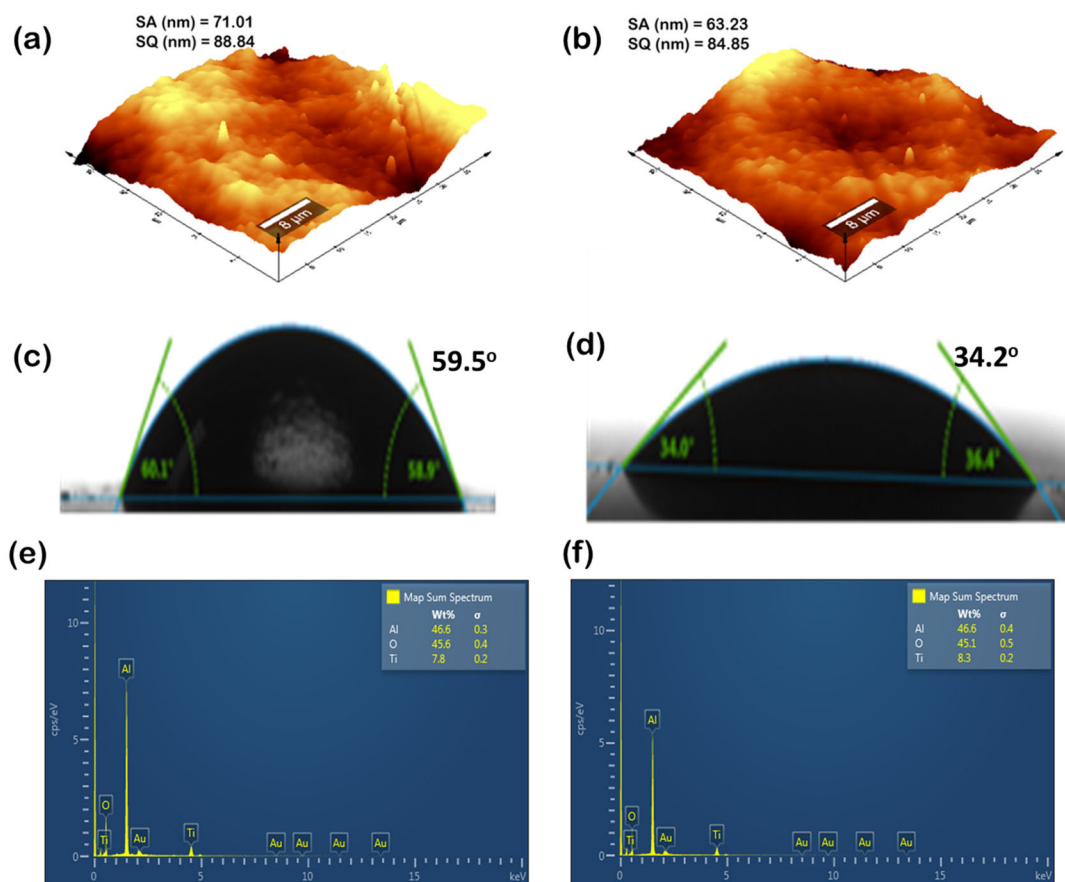 (a)
SA (nm) = 71.01
SQ (nm) = 88.84
8 µm
(b)
SA (nm) = 63.23
SQ (nm) = 84.85
8 µm
(c)
59.5º
60.1°
58.9°
(d)
34.2º
34.0°
36.4°
(e)
Map Sum Spectrum
Wt% σ
Al 46.6 0.3
O 45.6 0.4
Ti 7.8 0.2
10
5
0
cps/eV
Al
O
Ti
Au
Ti
Au
Au
Au
Au
0 5 10 15 keV
(f)
Map Sum Spectrum
Wt% σ
Al 46.6 0.4
O 45.1 0.5
Ti 8.3 0.2
10
5
0
cps/eV
Al
O
Ti
Au
Ti
Au
Au
Au
Au
0 5 10 15 keV